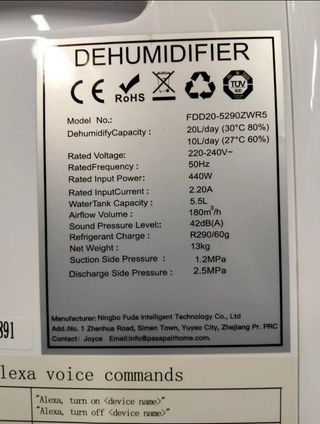 DEHUMIDIFIER
CE RoHS TÜV
Model No.: FDD20-5290ZWR5
DehumidifyCapacity : 20L/day (30°C 80%)
10L/day (27°C 60%)
Rated Voltage: 220-240V~
RatedFrequency : 50Hz
Rated Input Power: 440W
Rated InputCurrent : 2.20A
WaterTank Capacity : 5.5L
Airflow Volume : 180m³/h
Sound Pressure Level:: 42dB(A)
Refrigerant Charge : R290/60g
Net Weight : 13kg
Suction Side Pressure : 1.2MPa
Discharge Side Pressure : 2.5MPa
Manufacturer: Ningbo Fuda Intelligent Technology Co., Ltd
Add.:No. 1 Zhenhua Road, Simen Town, Yuyao City, Zhejiang Pr. PRC
Contact : Joyce Email:info@pasapairhome.com
891
lexa voice commands
"Alexa, turn on <device name>"
"Alexa, turn off <device name>"